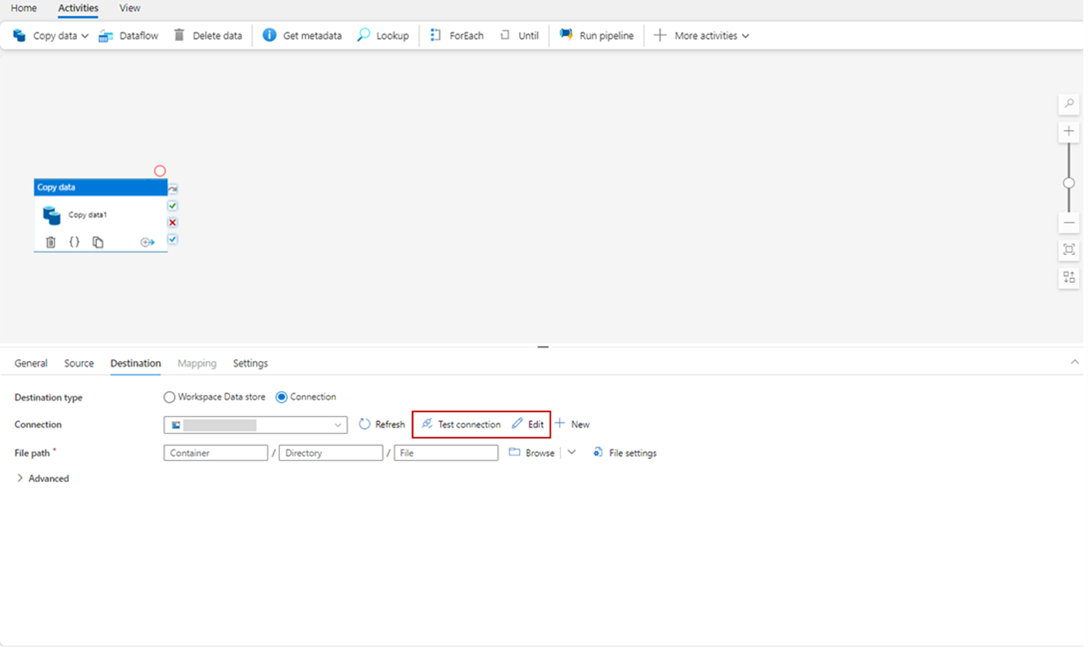 Home Activities View
Copy data Dataflow Delete data Get metadata Lookup ForEach Until Run pipeline More activities
Copy data
Copy data1
{}
General Source Destination Mapping Settings
Destination type Workspace Data store Connection
Connection Refresh Test connection Edit New
File path * Container / Directory / File Browse File settings
Advanced